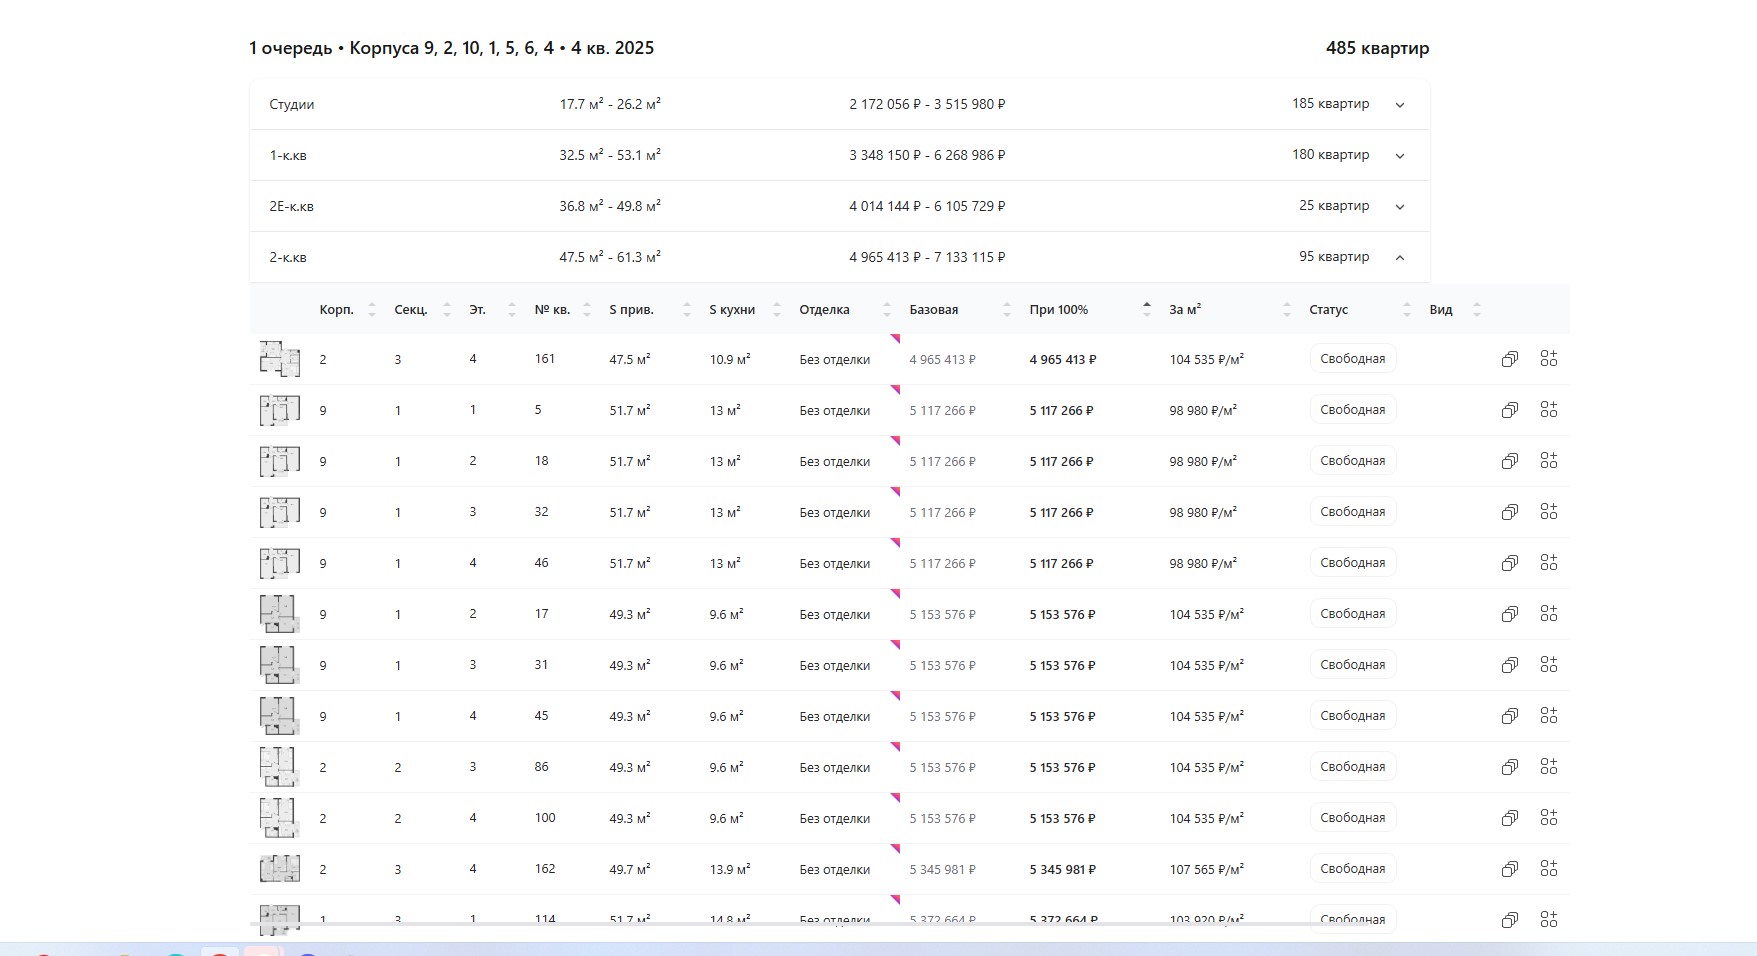 1 очередь • Корпуса 9, 2, 10, 1, 5, 6, 4 • 4 кв. 2025 485 квартир
Студии 17.7 м² - 26.2 м² 2 172 056 ₽ - 3 515 980 ₽ 185 квартир
1-к.кв 32.5 м² - 53.1 м² 3 348 150 ₽ - 6 268 986 ₽ 180 квартир
2Е-к.кв 36.8 м² - 49.8 м² 4 014 144 ₽ - 6 105 729 ₽ 25 квартир
2-к.кв 47.5 м² - 61.3 м² 4 965 413 ₽ - 7 133 115 ₽ 95 квартир
Корп. Секц. Эт. № кв. S прив. S кухни Отделка Базовая При 100% За м² Статус Вид
2 3 4 161 47.5 м² 10.9 м² Без отделки 4 965 413 ₽ 4 965 413 ₽ 104 535 ₽/м² Свободная
9 1 1 5 51.7 м² 13 м² Без отделки 5 117 266 ₽ 5 117 266 ₽ 98 980 ₽/м² Свободная
9 1 2 18 51.7 м² 13 м² Без отделки 5 117 266 ₽ 5 117 266 ₽ 98 980 ₽/м² Свободная
9 1 3 32 51.7 м² 13 м² Без отделки 5 117 266 ₽ 5 117 266 ₽ 98 980 ₽/м² Свободная
9 1 4 46 51.7 м² 13 м² Без отделки 5 117 266 ₽ 5 117 266 ₽ 98 980 ₽/м² Свободная
9 1 2 17 49.3 м² 9.6 м² Без отделки 5 153 576 ₽ 5 153 576 ₽ 104 535 ₽/м² Свободная
9 1 3 31 49.3 м² 9.6 м² Без отделки 5 153 576 ₽ 5 153 576 ₽ 104 535 ₽/м² Свободная
9 1 4 45 49.3 м² 9.6 м² Без отделки 5 153 576 ₽ 5 153 576 ₽ 104 535 ₽/м² Свободная
2 2 3 86 49.3 м² 9.6 м² Без отделки 5 153 576 ₽ 5 153 576 ₽ 104 535 ₽/м² Свободная
2 2 4 100 49.3 м² 9.6 м² Без отделки 5 153 576 ₽ 5 153 576 ₽ 104 535 ₽/м² Свободная
2 3 4 162 49.7 м² 13.9 м² Без отделки 5 345 981 ₽ 5 345 981 ₽ 107 565 ₽/м² Свободная
1 3 1 114 51.7 м² 14.8 м² Без отделки 5 372 664 ₽ 5 372 664 ₽ 103 920 ₽/м² Свободная